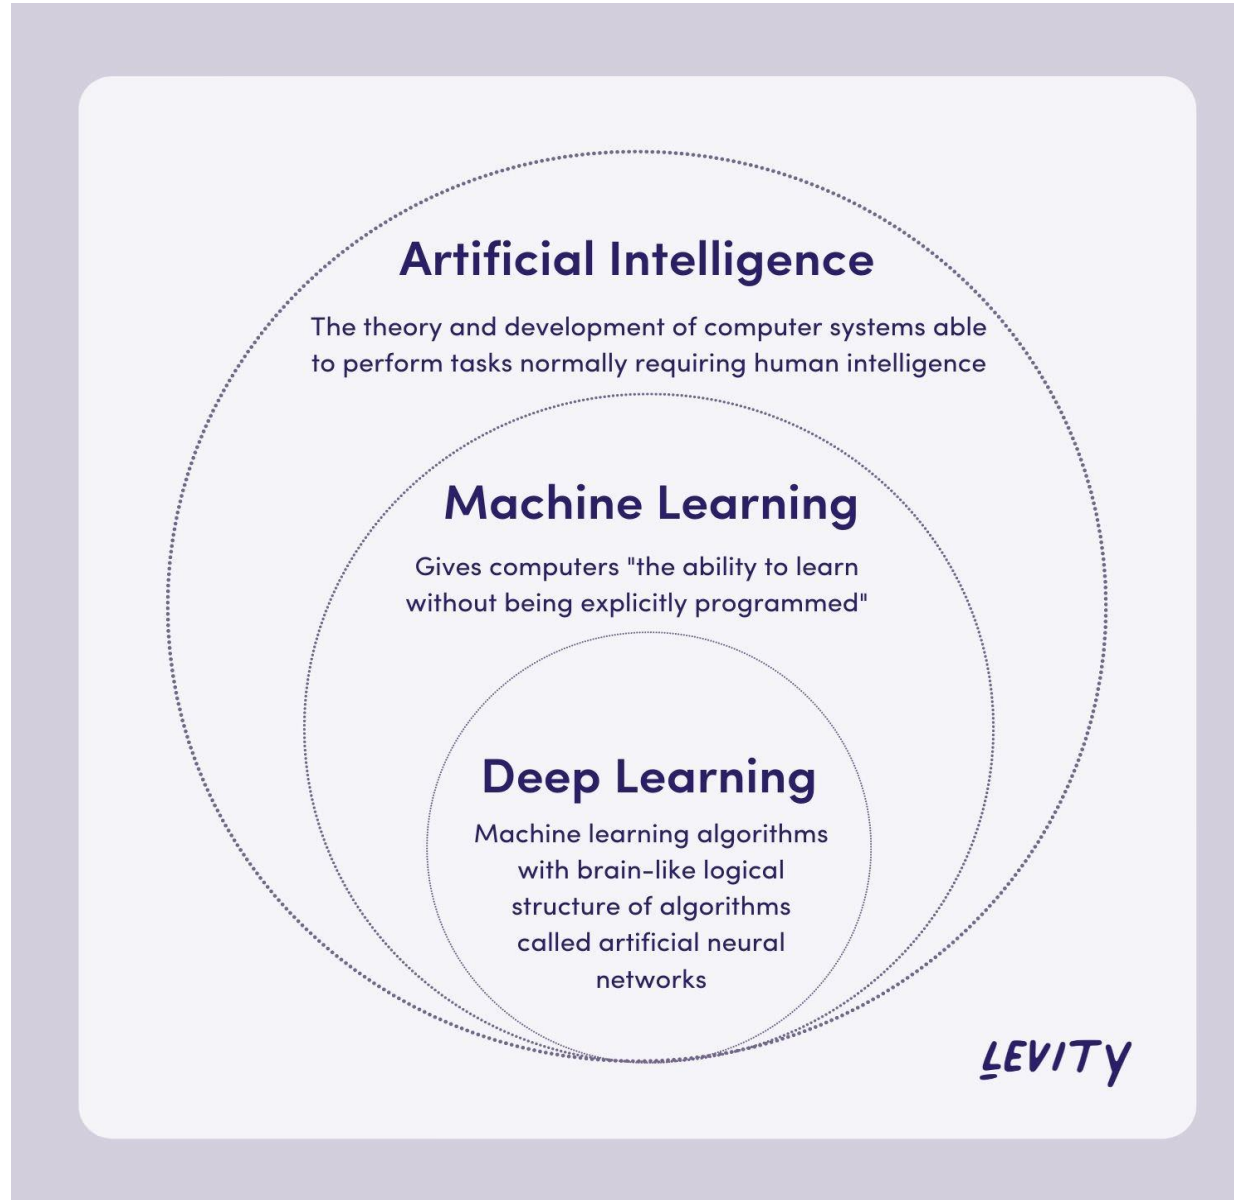 Artificial Intelligence
The theory and development of computer systems able
to perform tasks normally requiring human intelligence
Machine Learning
Gives computers "the ability to learn
without being explicitly programmed"
Deep Learning
Machine learning algorithms
with brain-like logical
structure of algorithms
called artificial neural
networks
LEVITY